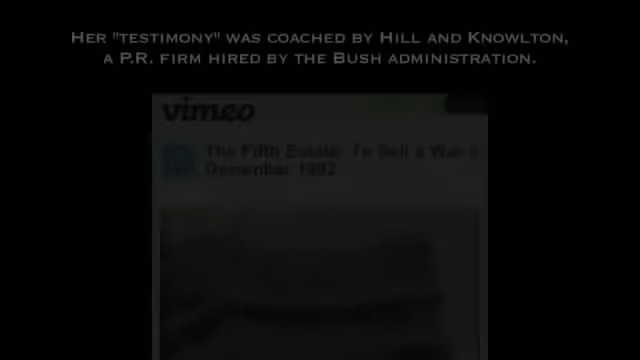 Her "testimony" was coached by Hill and Knowlton,
a P.R. firm hired by the Bush administration.
vimeo
The Fifth Estate: To Sell a War |
December 1992